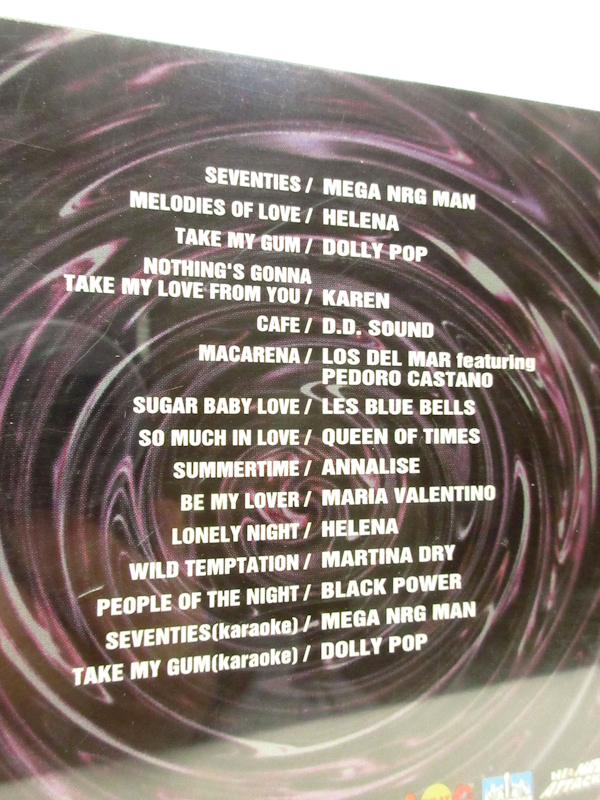 SEVENTIES / MEGA NRG MAN
MELODIES OF LOVE / HELENA
TAKE MY GUM / DOLLY POP
NOTHING'S GONNA
TAKE MY LOVE FROM YOU / KAREN
CAFE / D.D. SOUND
MACARENA / LOS DEL MAR featuring
PEDORO CASTANO
SUGAR BABY LOVE / LES BLUE BELLS
SO MUCH IN LOVE / QUEEN OF TIMES
SUMMERTIME / ANNALISE
BE MY LOVER / MARIA VALENTINO
LONELY NIGHT / HELENA
WILD TEMPTATION / MARTINA DRY
PEOPLE OF THE NIGHT / BLACK POWER
SEVENTIES(karaoke) / MEGA NRG MAN
TAKE MY GUM(karaoke) / DOLLY POP
ATTACK